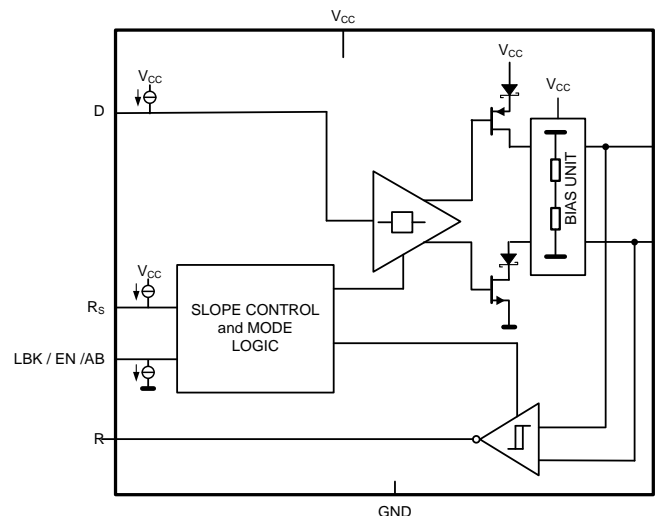 VCC
VCC
VCC
VCC
D
BIAS UNIT
VCC
RS
SLOPE CONTROL
and MODE
LOGIC
LBK / EN /AB
R
GND